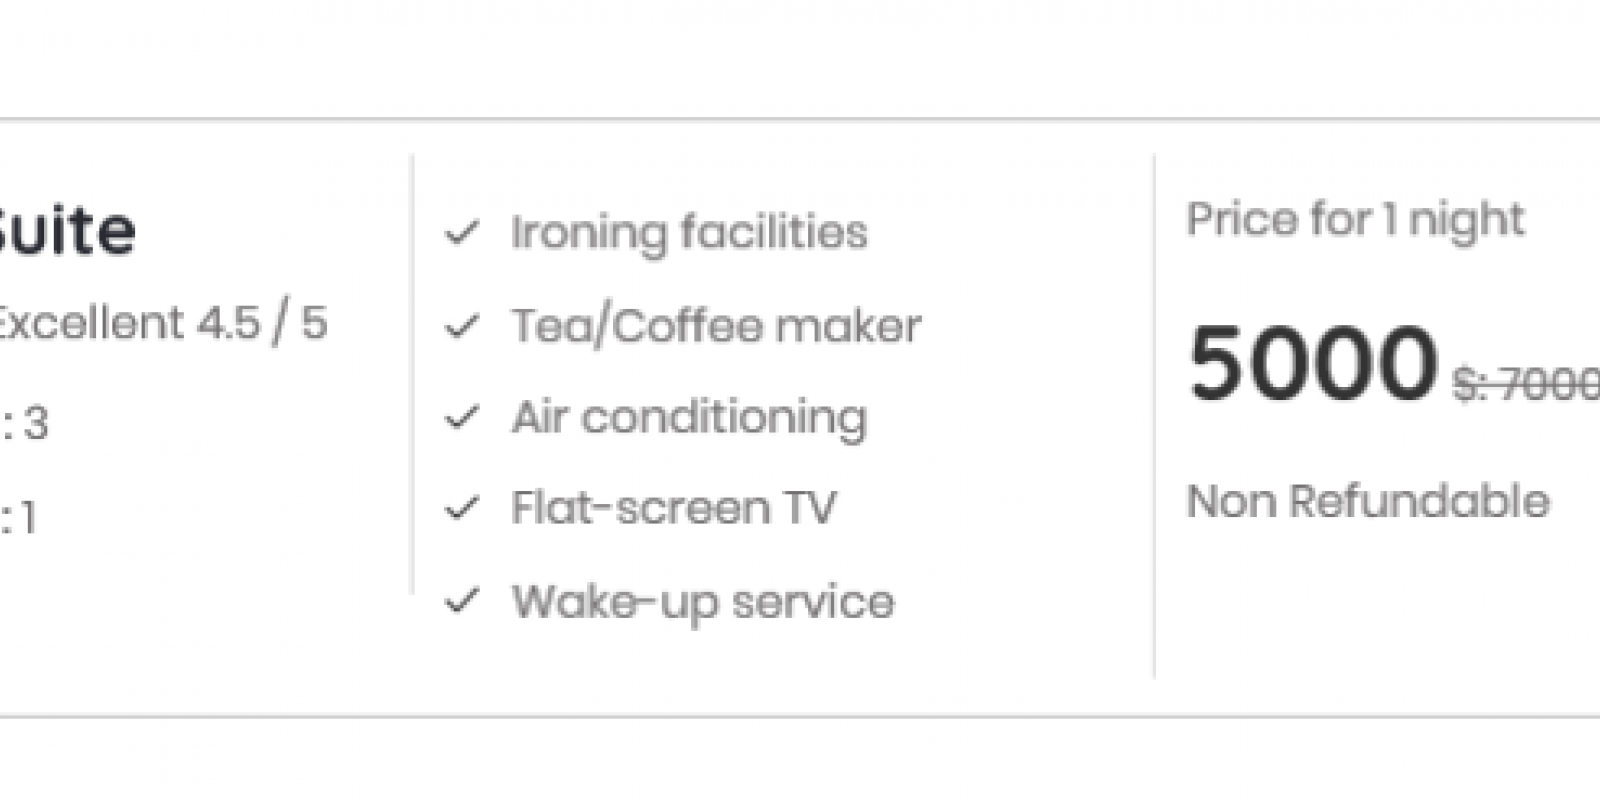 Suite
Excellent 4.5 / 5
: 3
: 1
Ironing facilities
Tea/Coffee maker
Air conditioning
Flat-screen TV
Wake-up service
Price for 1 night
5000 $: 7000
Non Refundable